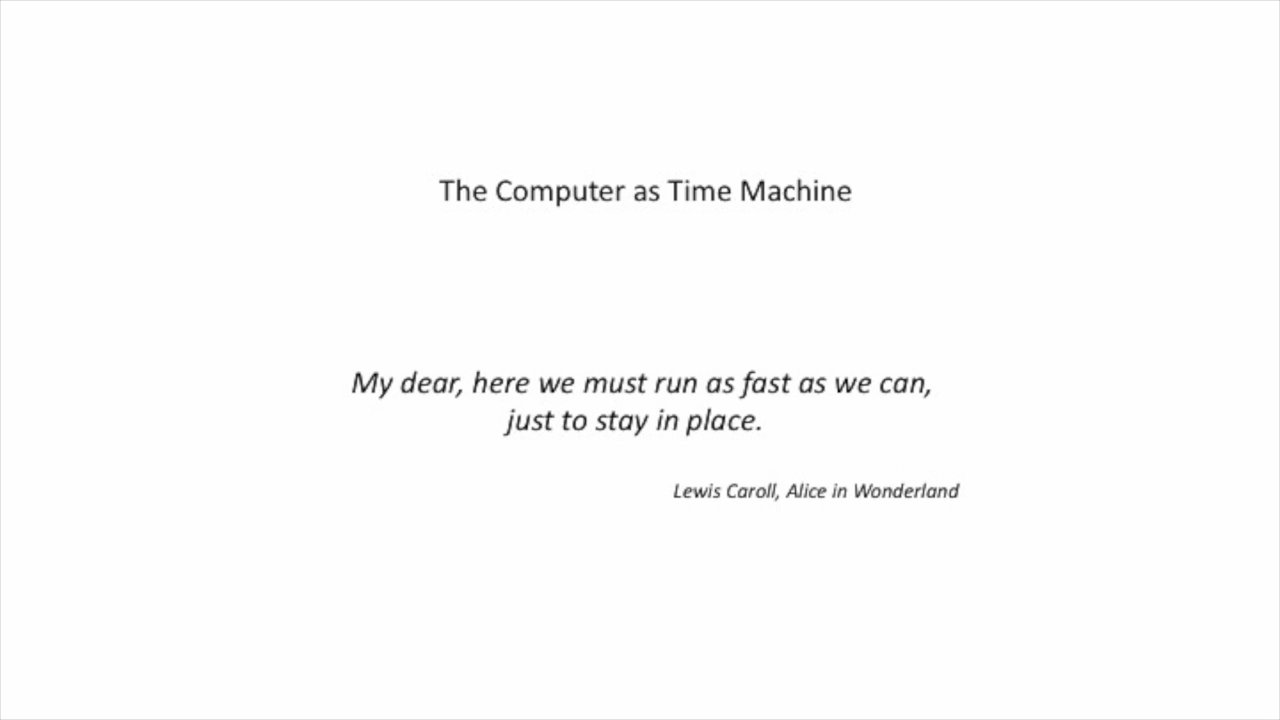 The Computer as Time Machine
My dear, here we must run as fast as we can,
just to stay in place.
Lewis Caroll, Alice in Wonderland